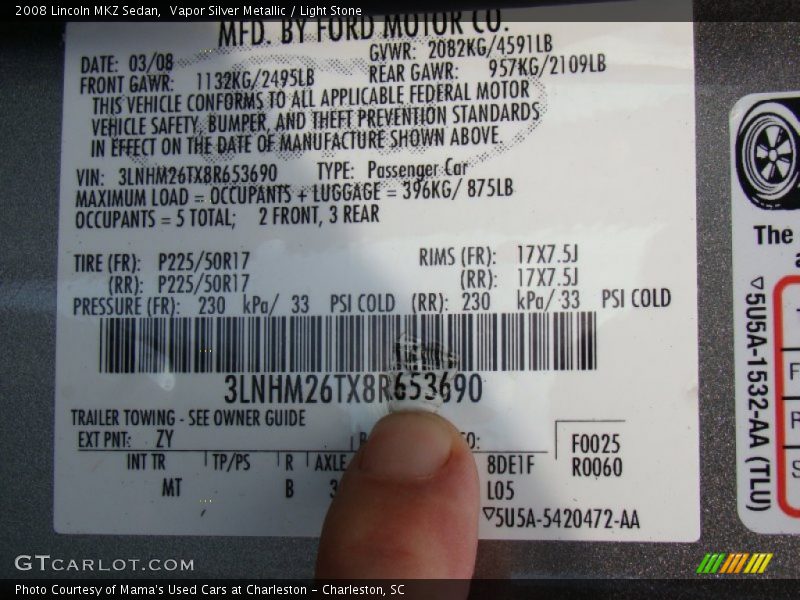 2008 Lincoln MKZ Sedan,  Vapor Silver Metallic / Light Stone
MFD. BY FORD MOTOR CO.
DATE: 03/08 GVWR: 2082KG/4591LB
FRONT GAWR: 1132KG/2495LB REAR GAWR: 957KG/2109LB
THIS VEHICLE CONFORMS TO ALL APPLICABLE FEDERAL MOTOR
VEHICLE SAFETY, BUMPER, AND THEFT PREVENTION STANDARDS
IN EFFECT ON THE DATE OF MANUFACTURE SHOWN ABOVE.
VIN: 3LNHM26TX8R653690 TYPE: Passenger Car
MAXIMUM LOAD = OCCUPANTS + LUGGAGE = 396KG/ 875LB
OCCUPANTS = 5 TOTAL; 2 FRONT, 3 REAR
TIRE (FR): P225/50R17 RIMS (FR): 17X7.5J
(RR): P225/50R17 (RR): 17X7.5J
PRESSURE (FR): 230 kPa/ 33 PSI COLD (RR): 230 kPa/ 33 PSI COLD
3LNHM26TX8R653690
TRAILER TOWING - SEE OWNER GUIDE
EXT PNT: ZY F0025
INT TR TP/PS R AXLE 8DE1F R0060
MT B 3 L05
▽5U5A-5420472-AA
The
▽5U5A-1532-AA (TLU)
GTCARLOT.COM
Photo Courtesy of Mama's Used Cars at Charleston – Charleston, SC